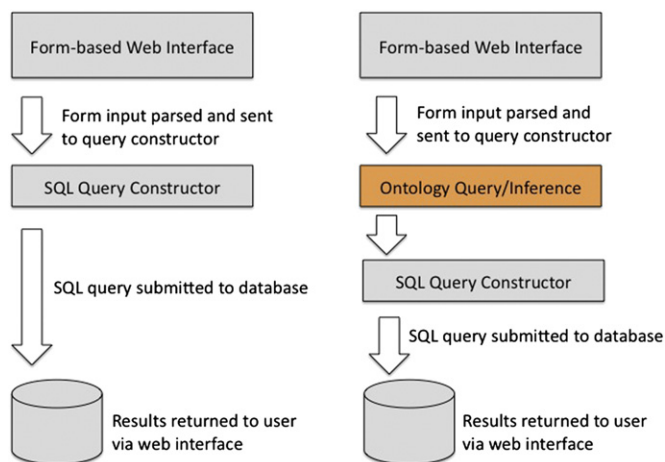 Form-based Web Interface
Form input parsed and sent
to query constructor
SQL Query Constructor
SQL query submitted to database
Results returned to user
via web interface
Form-based Web Interface
Form input parsed and
sent to query constructor
Ontology Query/Inference
SQL Query Constructor
SQL query submitted to database
Results returned to user
via web interface